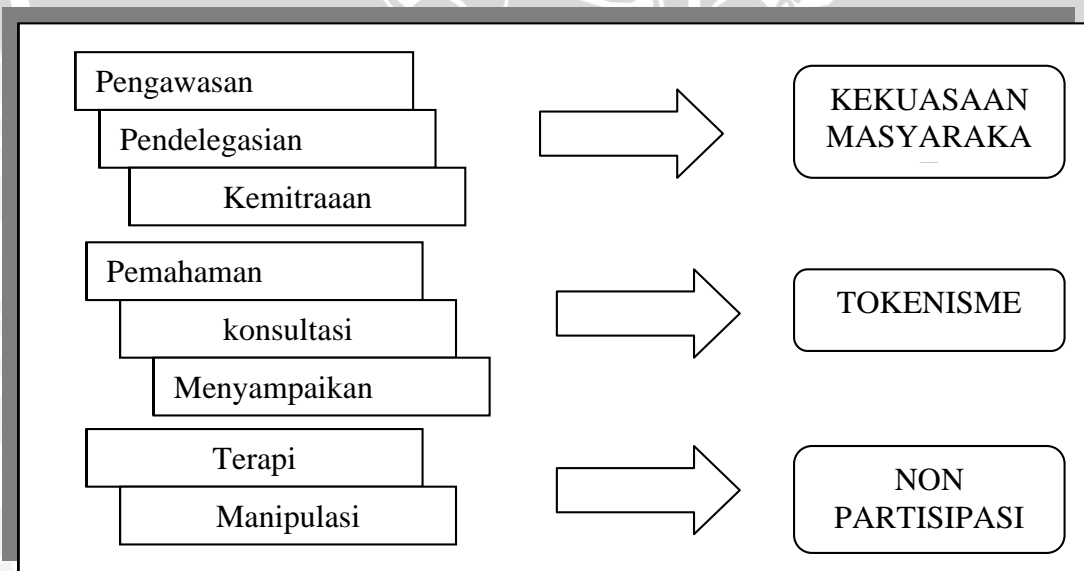 Pengawasan
Pendelegasian
Kemitraaan
KEKUASAAN
MASYARAKA
Pemahaman
konsultasi
Menyampaikan
TOKENISME
Terapi
Manipulasi
NON
PARTISIPASI